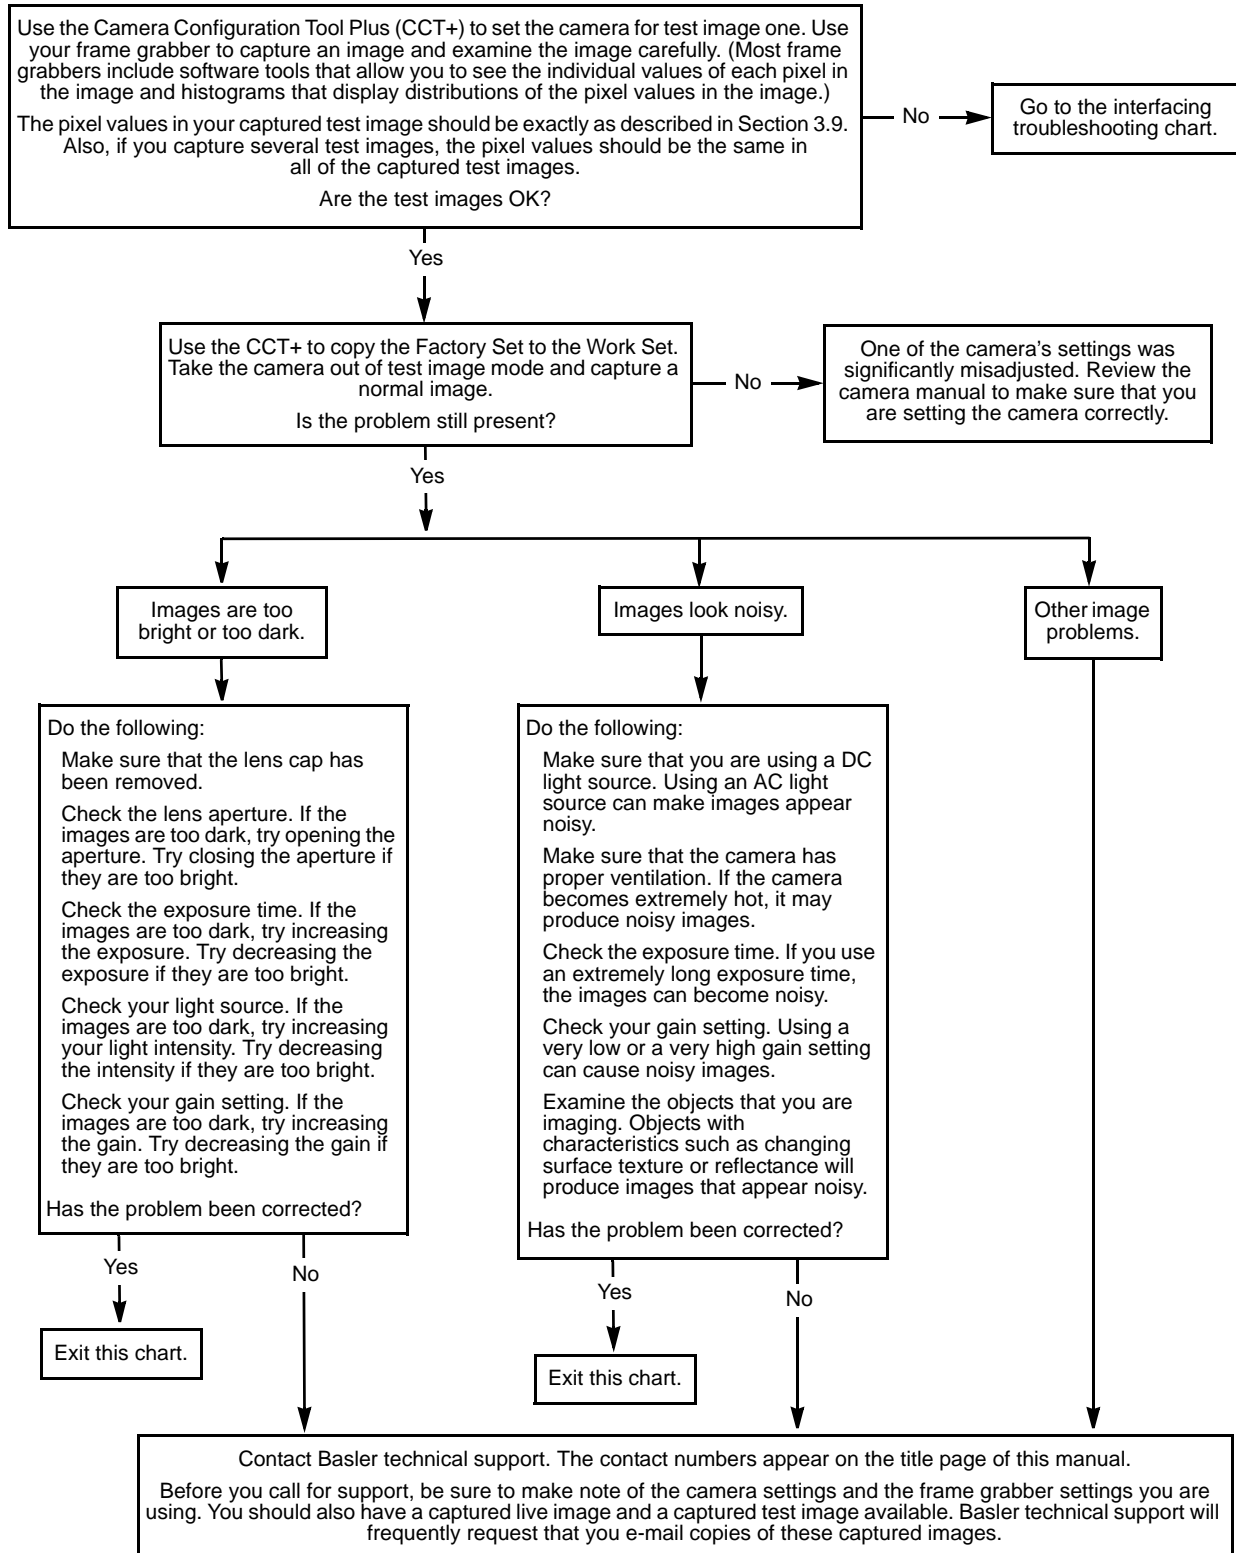 Use the Camera Configuration Tool Plus (CCT+) to set the camera for test image one. Use
your frame grabber to capture an image and examine the image carefully. (Most frame
grabbers include software tools that allow you to see the individual values of each pixel in
the image and histograms that display distributions of the pixel values in the image.)
The pixel values in your captured test image should be exactly as described in Section 3.9.
Also, if you capture several test images, the pixel values should be the same in
all of the captured test images.
Are the test images OK?
No
Go to the interfacing
troubleshooting chart.
Yes
Use the CCT+ to copy the Factory Set to the Work Set.
Take the camera out of test image mode and capture a
normal image.
Is the problem still present?
No
One of the camera's settings was
significantly misadjusted. Review the
camera manual to make sure that you
are setting the camera correctly.
Yes
Images are too
bright or too dark.
Images look noisy.
Other image
problems.
Do the following:
Make sure that the lens cap has
been removed.
Check the lens aperture. If the
images are too dark, try opening the
aperture. Try closing the aperture if
they are too bright.
Check the exposure time. If the
images are too dark, try increasing
the exposure. Try decreasing the
exposure if they are too bright.
Check your light source. If the
images are too dark, try increasing
your light intensity. Try decreasing
the intensity if they are too bright.
Check your gain setting. If the
images are too dark, try increasing
the gain. Try decreasing the gain if
they are too bright.
Has the problem been corrected?
Yes
No
Exit this chart.
Do the following:
Make sure that you are using a DC
light source. Using an AC light
source can make images appear
noisy.
Make sure that the camera has
proper ventilation. If the camera
becomes extremely hot, it may
produce noisy images.
Check the exposure time. If you use
an extremely long exposure time,
the images can become noisy.
Check your gain setting. Using a
very low or a very high gain setting
can cause noisy images.
Examine the objects that you are
imaging. Objects with
characteristics such as changing
surface texture or reflectance will
produce images that appear noisy.
Has the problem been corrected?
Yes
No
Exit this chart.
Contact Basler technical support. The contact numbers appear on the title page of this manual.
Before you call for support, be sure to make note of the camera settings and the frame grabber settings you are
using. You should also have a captured live image and a captured test image available. Basler technical support will
frequently request that you e-mail copies of these captured images.